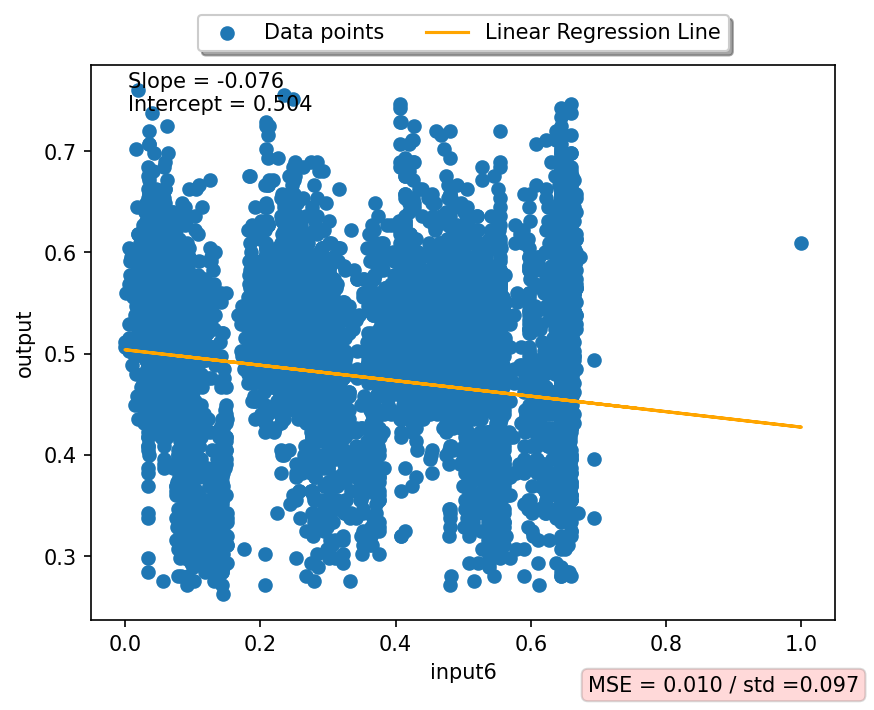 Data points
Linear Regression Line
Slope = -0.076
Intercept = 0.504
0.7
0.6
0.5
0.4
0.3
output
0.0 0.2 0.4 0.6 0.8 1.0
input6
MSE = 0.010 / std =0.097